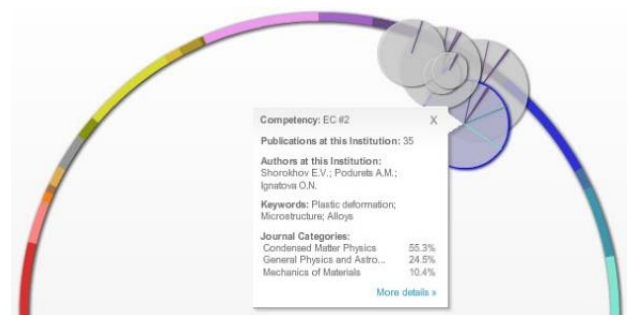 Competency: EC #2 X
Publications at this Institution: 35
Authors at this Institution:
Shorokhov E.V.; Podurets A.M.;
Ignatova O.N.
Keywords: Plastic deformation;
Microstructure; Alloys
Journal Categories:
Condensed Matter Physics 55.3%
General Physics and Astro... 24.5%
Mechanics of Materials 10.4%
More details »